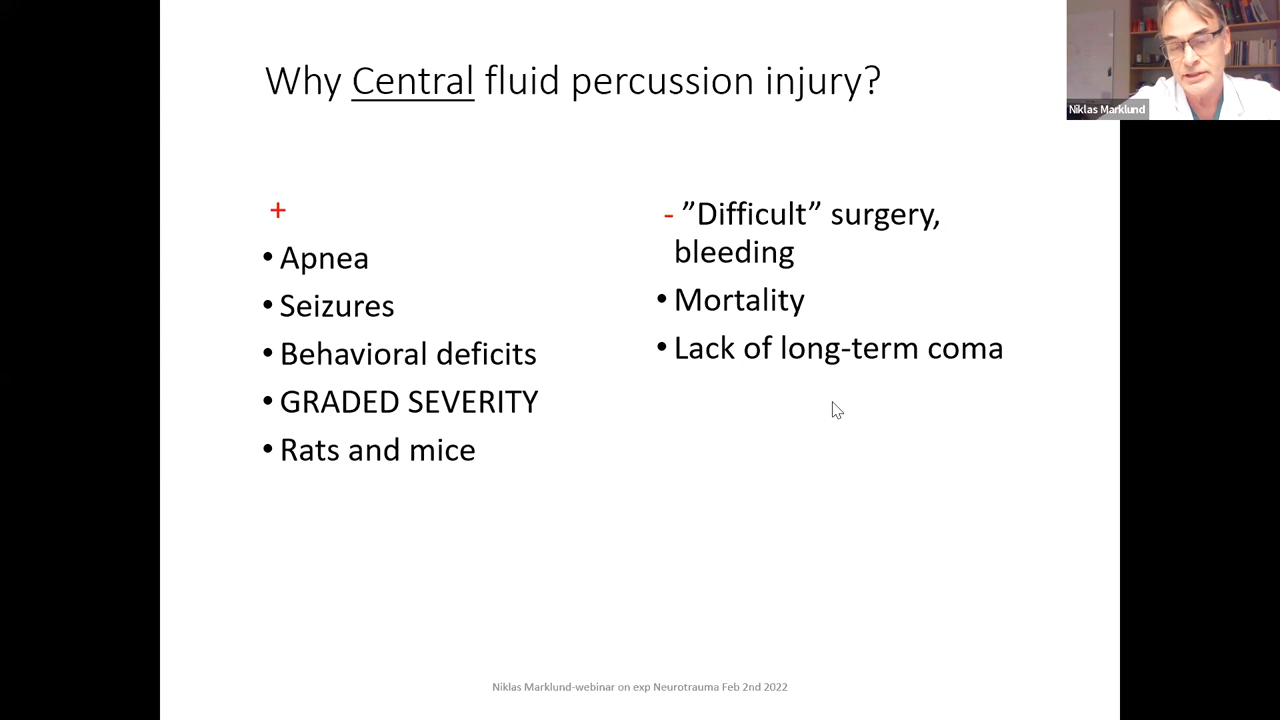 Why Central fluid percussion injury?
Niklas Marklund
+
• Apnea
• Seizures
• Behavioral deficits
• GRADED SEVERITY
• Rats and mice
- ”Difficult” surgery,
bleeding
• Mortality
• Lack of long-term coma
Niklas Marklund-webinar on exp Neurotrauma Feb 2nd 2022